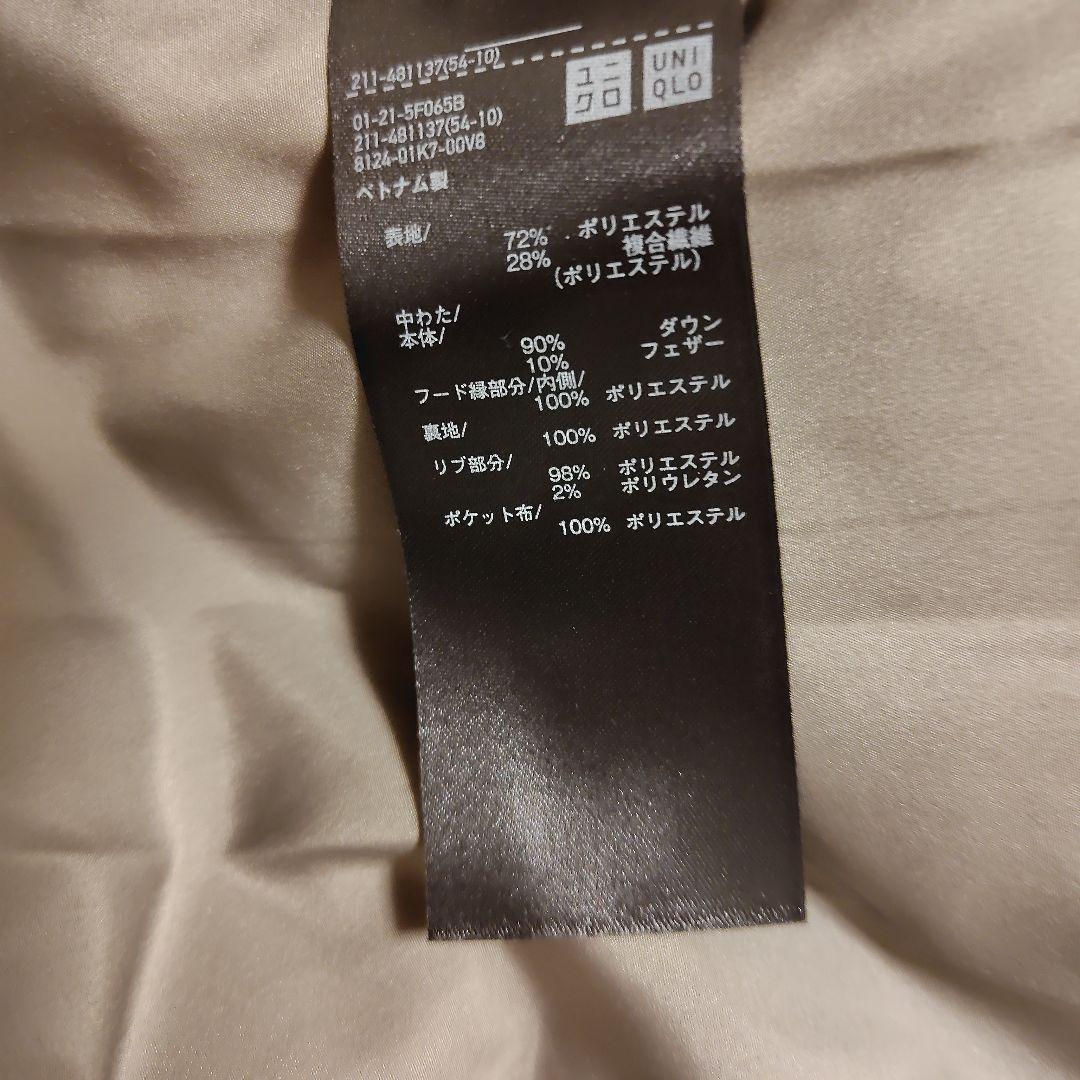 211-481137(54-10)
ユニクロ
UNIQLO
01-21-5F065B
211-481137(54-10)
8124-01K7-00V8
ベトナム製
表地/ 72% ポリエステル
28% 複合繊維
(ポリエステル)
中わた/
本体/ 90% ダウン
10% フェザー
フード縁部分/内側/
100% ポリエステル
裏地/ 100% ポリエステル
リブ部分/ 98% ポリエステル
2% ポリウレタン
ポケット布/ 100% ポリエステル